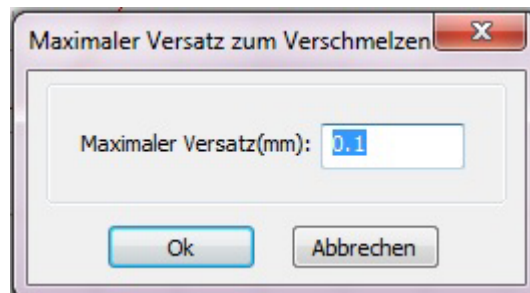 Maximaler Versatz zum Verschmelzen
Maximaler Versatz(mm): 0.1
Ok Abbrechen